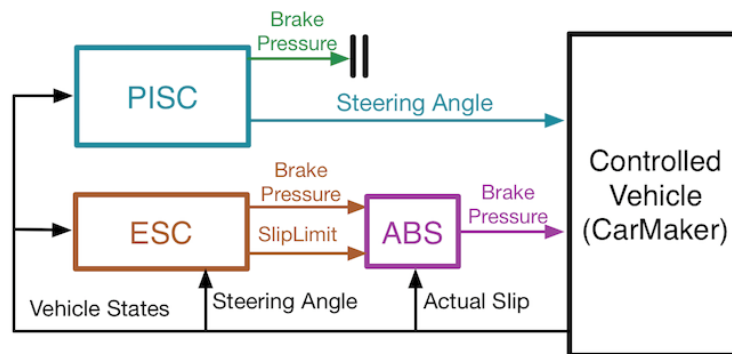 Brake
Pressure
PISC
Steering Angle
Controlled
Vehicle
(CarMaker)
Brake
Pressure
ESC
SlipLimit
ABS
Brake
Pressure
Vehicle States
Steering Angle
Actual Slip